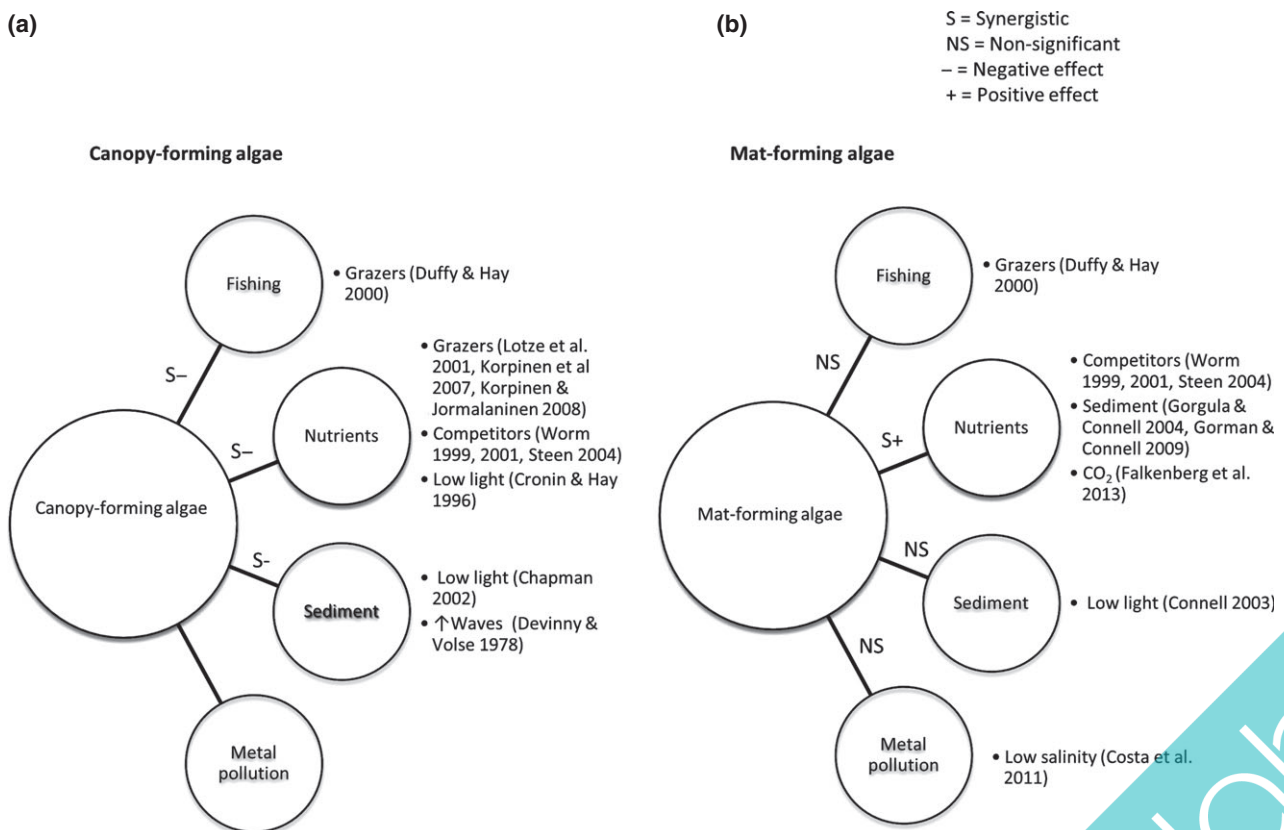 (a)
Canopy-forming algae
Fishing
• Grazers (Duffy & Hay
2000)
S–
Nutrients
• Grazers (Lotze et al.
2001, Korpinen et al
2007, Korpinen &
Jormalaninen 2008)
• Competitors (Worm
1999, 2001, Steen 2004)
• Low light (Cronin & Hay
1996)
S–
Canopy-forming algae
S-
Sediment
• Low light (Chapman
2002)
• ↑Waves (Devinny &
Volse 1978)
Metal
pollution
(b)
S = Synergistic
NS = Non-significant
– = Negative effect
+ = Positive effect
Mat-forming algae
Fishing
• Grazers (Duffy & Hay
2000)
NS
Nutrients
• Competitors (Worm
1999, 2001, Steen 2004)
• Sediment (Gorgula &
Connell 2004, Gorman &
Connell 2009)
• CO₂ (Falkenberg et al.
2013)
S+
Mat-forming algae
NS
Sediment
• Low light (Connell 2003)
NS
Metal
pollution
• Low salinity (Costa et al.
2011)